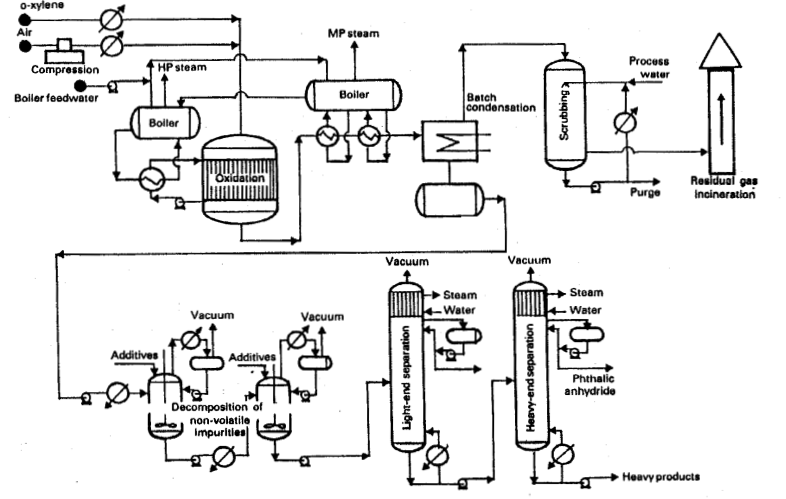 o-xylene
Air
Compression
HP steam
Boiler feedwater
Boiler
Oxidation
MP steam
Boiler
Batch
condensation
Scrubbing
Process
water
Purge
Residual gas
incineration
Vacuum
Additives
Decomposition of
non-volatile
impurities
Vacuum
Additives
Vacuum
Steam
Water
Light-end separation
Vacuum
Steam
Water
Heavy-end separation
Phthalic
anhydride
Heavy products